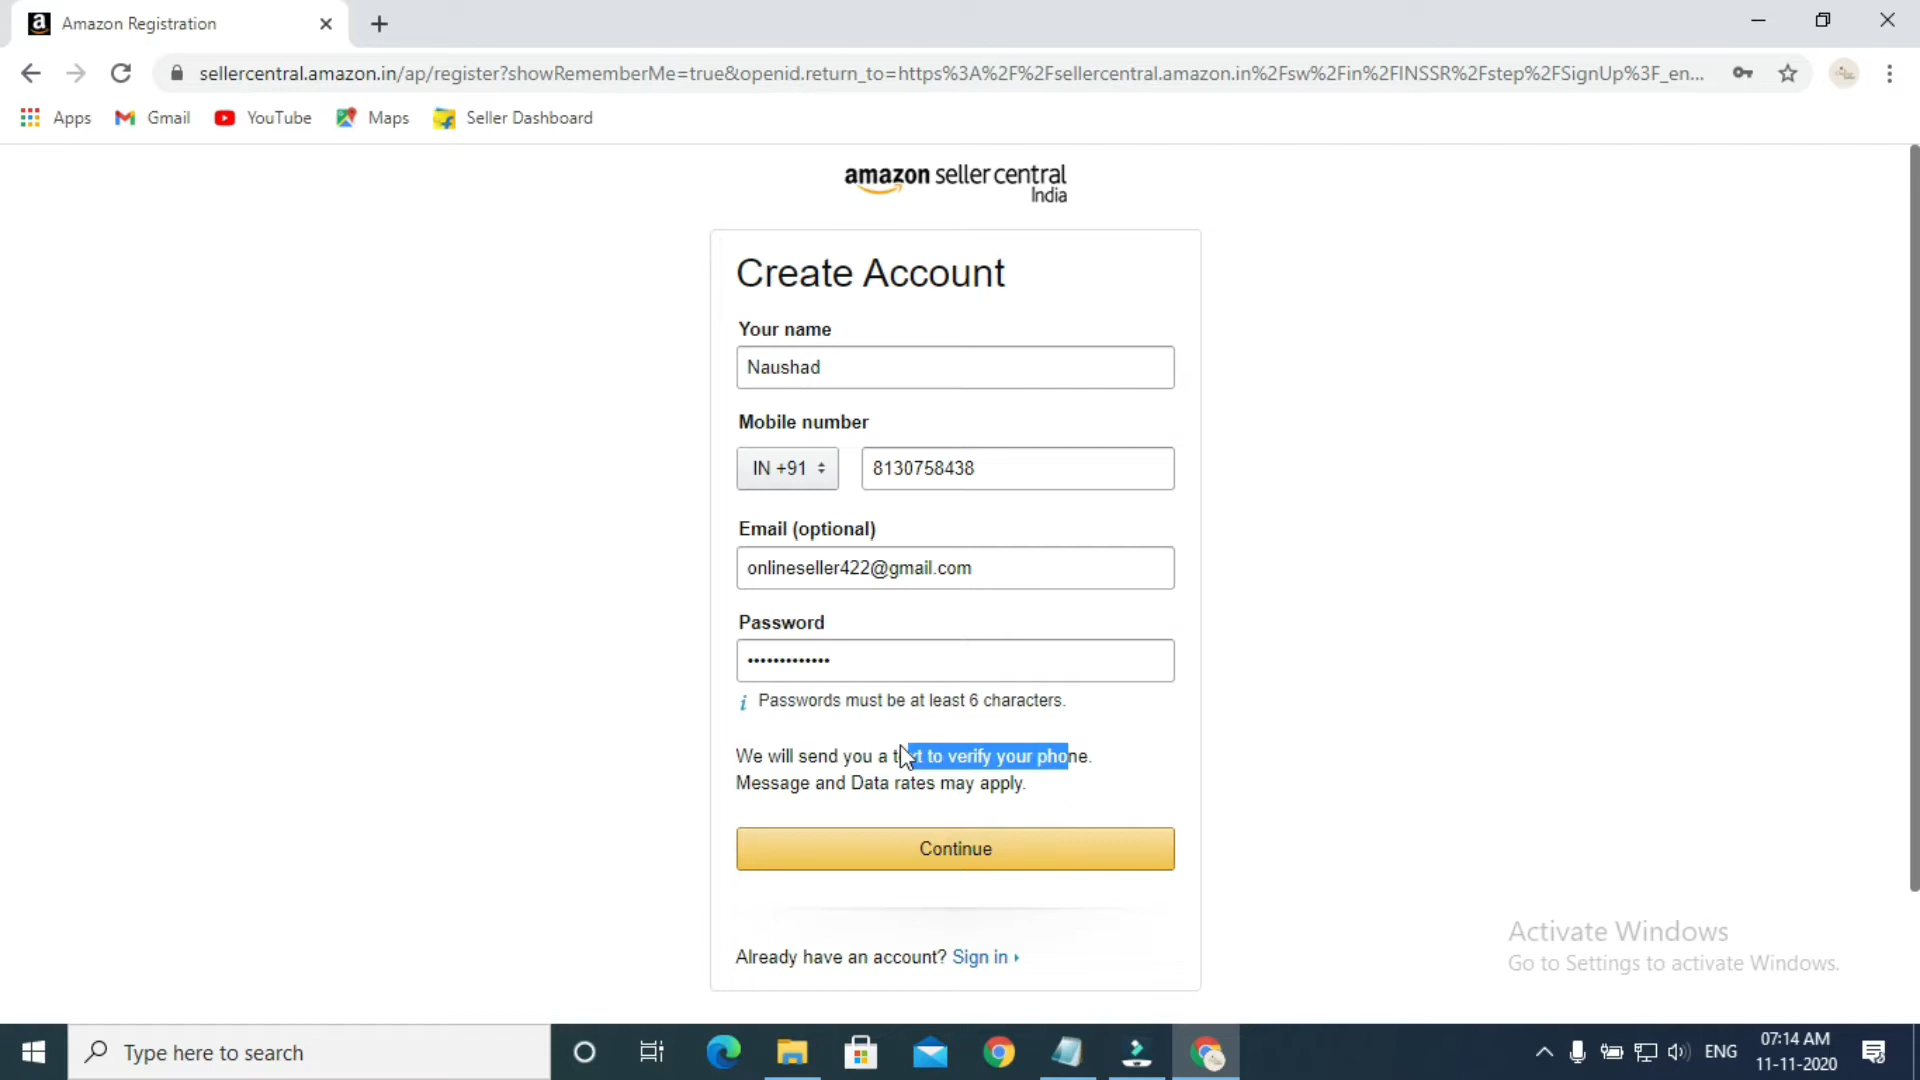 Amazon Registration
sellercentral.amazon.in/ap/register?showRememberMe=true&openid.return_to=https%3A%2F%2Fsellercentral.amazon.in%2Fsw%2Fin%2FINSSR%2Fstep%2FSignUp%3F_en...
Apps Gmail YouTube Maps Seller Dashboard
amazon seller central
India
Create Account
Your name
Naushad
Mobile number
IN +91 8130758438
Email (optional)
onlineseller422@gmail.com
Password
•••••••••••••
i Passwords must be at least 6 characters.
We will send you a text to verify your phone.
Message and Data rates may apply.
Continue
Already have an account? Sign in
Activate Windows
Go to Settings to activate Windows.
Type here to search
ENG
07:14 AM
11-11-2020